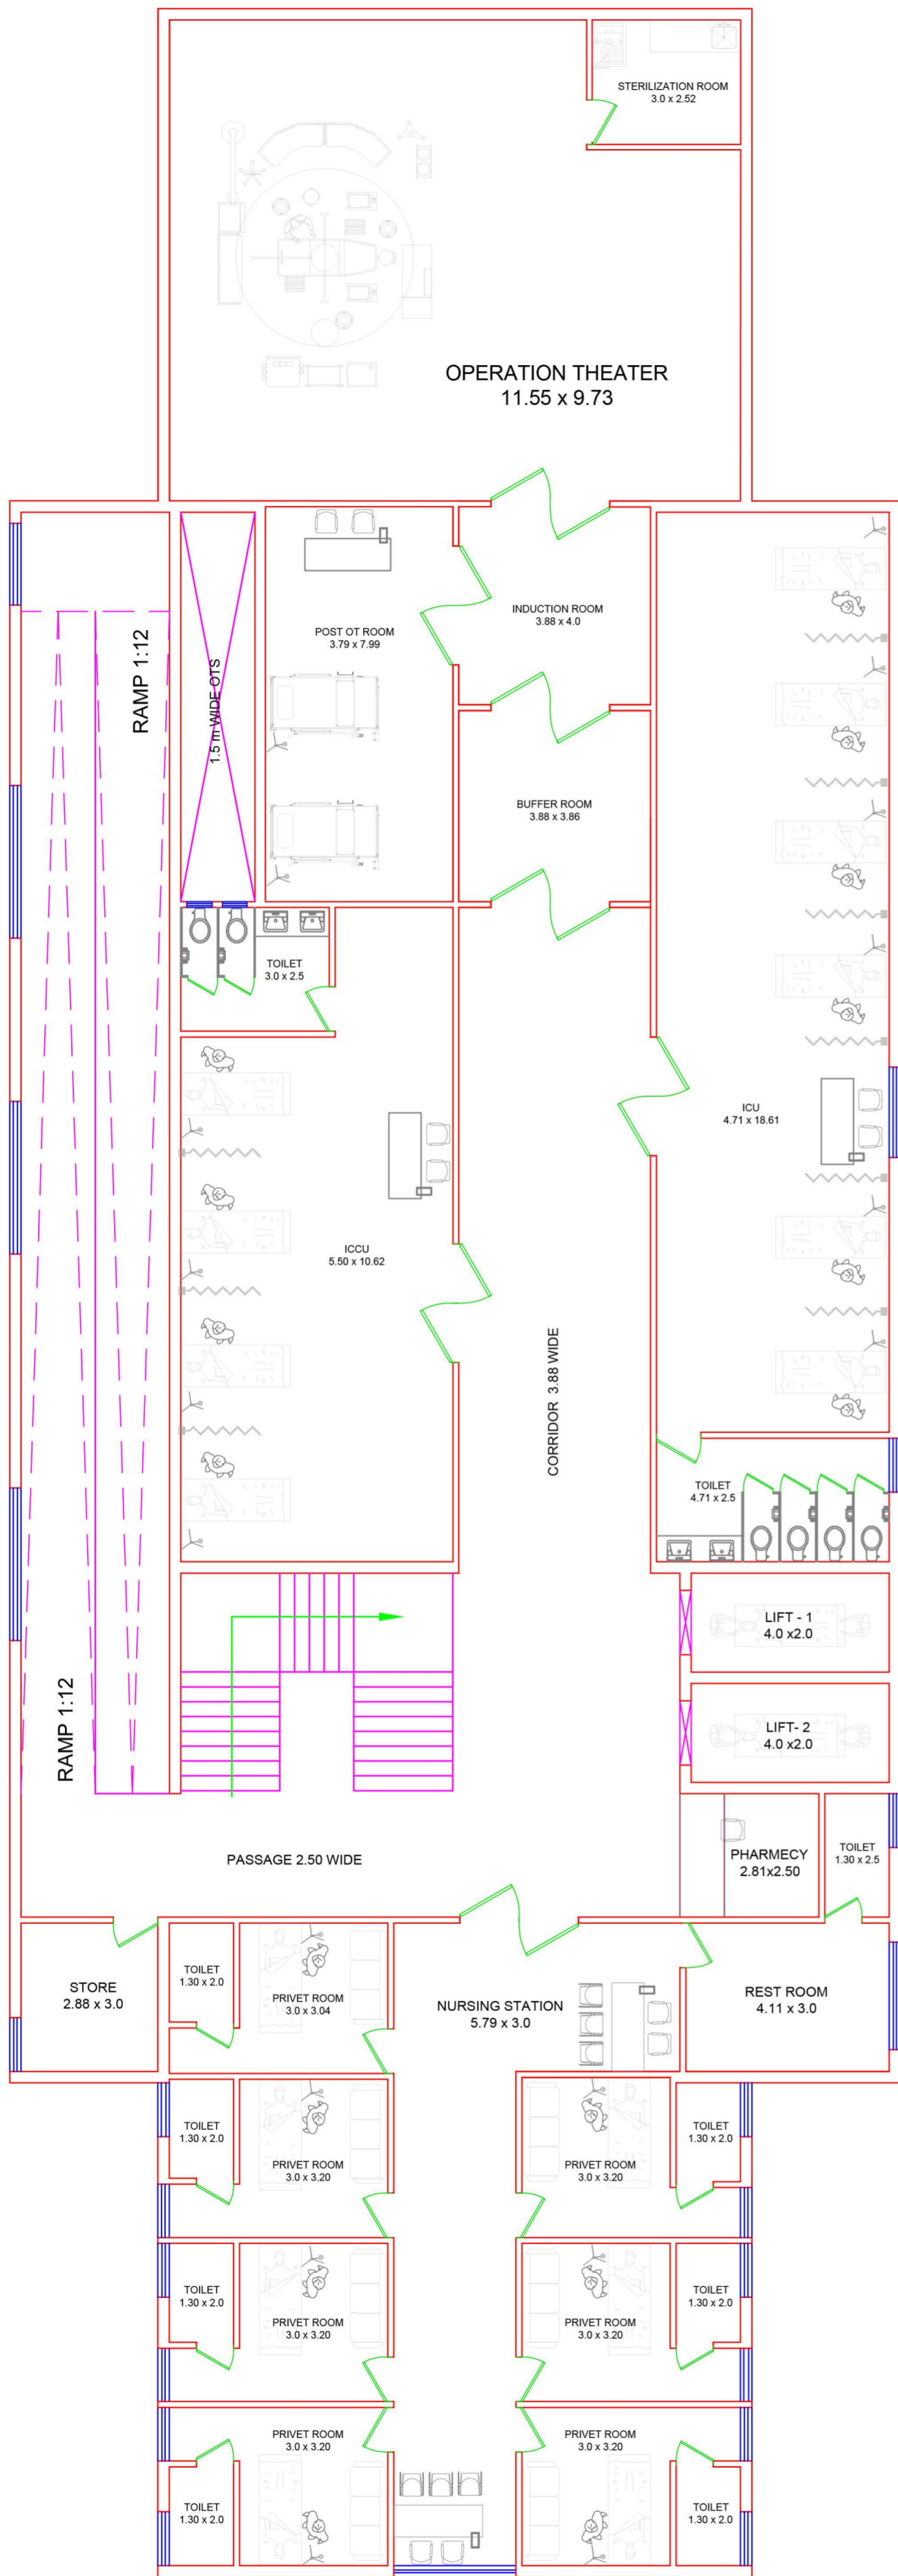 STERILIZATION ROOM
3.0 x 2.52
OPERATION THEATER
11.55 x 9.73
RAMP 1:12
1.5 m WIDE OTS
POST OT ROOM
3.79 x 7.99
INDUCTION ROOM
3.88 x 4.0
BUFFER ROOM
3.88 x 3.86
TOILET
3.0 x 2.5
ICU
4.71 x 18.61
ICCU
5.50 x 10.62
CORRIDOR 3.88 WIDE
TOILET
4.71 x 2.5
LIFT - 1
4.0 x2.0
RAMP 1:12
LIFT- 2
4.0 x2.0
PASSAGE 2.50 WIDE
PHARMECY
2.81x2.50
TOILET
1.30 x 2.5
STORE
2.88 x 3.0
TOILET
1.30 x 2.0
PRIVET ROOM
3.0 x 3.04
NURSING STATION
5.79 x 3.0
REST ROOM
4.11 x 3.0
TOILET
1.30 x 2.0
PRIVET ROOM
3.0 x 3.20
PRIVET ROOM
3.0 x 3.20
TOILET
1.30 x 2.0
TOILET
1.30 x 2.0
PRIVET ROOM
3.0 x 3.20
PRIVET ROOM
3.0 x 3.20
TOILET
1.30 x 2.0
PRIVET ROOM
3.0 x 3.20
PRIVET ROOM
3.0 x 3.20
TOILET
1.30 x 2.0
TOILET
1.30 x 2.0